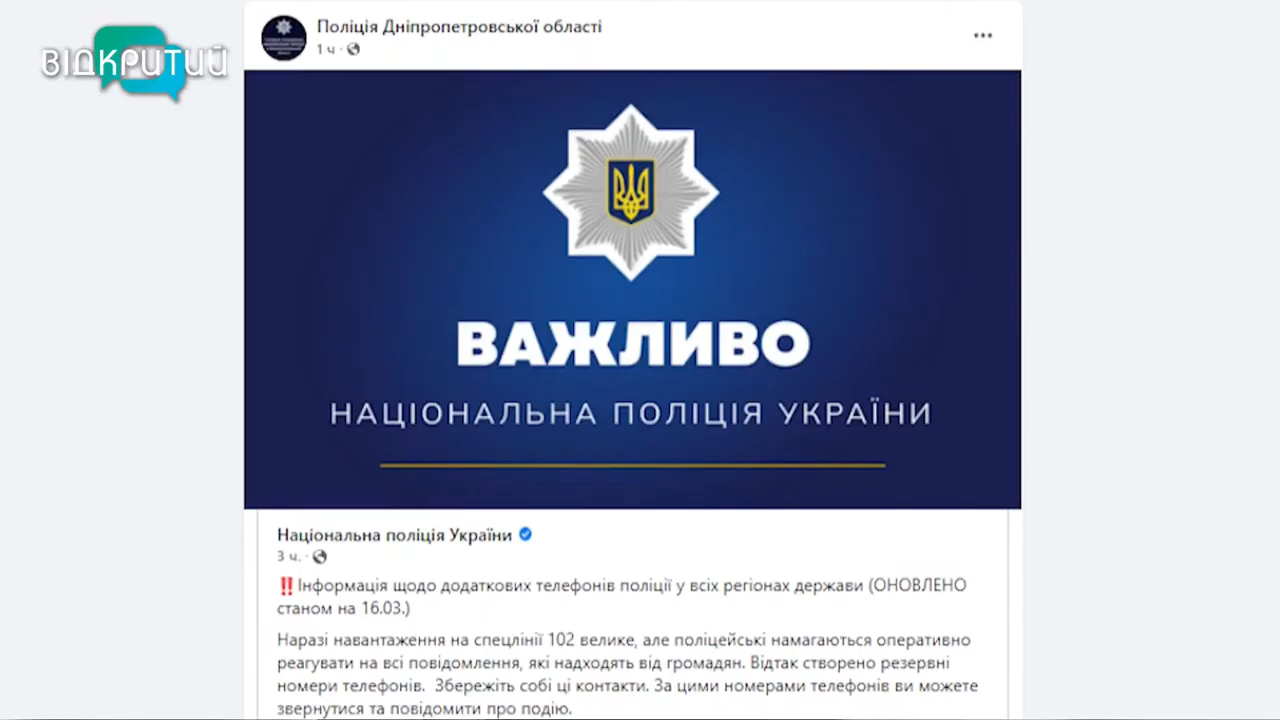 ВІДКРИТИЙ
Поліція Дніпропетровської області
1 ч ·
ВАЖЛИВО
НАЦІОНАЛЬНА ПОЛІЦІЯ УКРАЇНИ
Національна поліція України
3 ч. ·
‼️Інформація щодо додаткових телефонів поліції у всіх регіонах держави (ОНОВЛЕНО
станом на 16.03.)
Наразі навантаження на спецлінії 102 велике, але поліцейські намагаються оперативно
реагувати на всі повідомлення, які надходять від громадян. Відтак створено резервні
номери телефонів. Збережіть собі ці контакти. За цими номерами телефонів ви можете
звернутися та повідомити про подію.